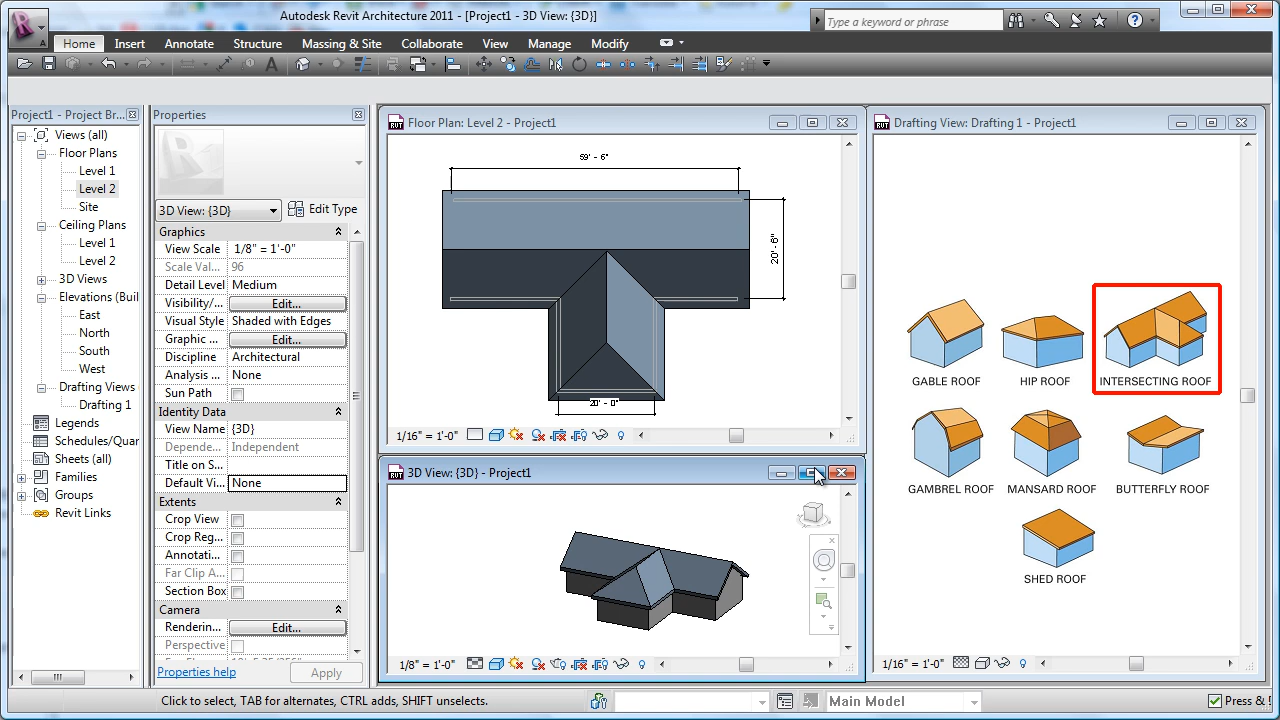 Autodesk Revit Architecture 2011 - [Project1 - 3D View: {3D}]
Type a keyword or phrase
Home Insert Annotate Structure Massing & Site Collaborate View Manage Modify
Project1 - Project Br...
Views (all)
Floor Plans
Level 1
Level 2
Site
Ceiling Plans
Level 1
Level 2
3D Views
Elevations (Buil
East
North
South
West
Drafting Views
Drafting 1
Legends
Schedules/Quar
Sheets (all)
Families
Groups
Revit Links
Properties
3D View: {3D}
Edit Type
Graphics
View Scale 1/8" = 1'-0"
Scale Val... 96
Detail Level Medium
Visibility/... Edit...
Visual Style Shaded with Edges
Graphic ... Edit...
Discipline Architectural
Analysis ... None
Sun Path
Identity Data
View Name {3D}
Depende... Independent
Title on S...
Default Vi... None
Extents
Crop View
Crop Reg...
Annotati...
Far Clip A...
Section Box
Camera
Renderin... Edit...
Perspective
Properties help
Apply
Floor Plan: Level 2 - Project1
59' - 6"
20' - 6"
20' - 0"
1/16" = 1'-0"
3D View: {3D} - Project1
1/8" = 1'-0"
Drafting View: Drafting 1 - Project1
GABLE ROOF
HIP ROOF
INTERSECTING ROOF
GAMBREL ROOF
MANSARD ROOF
BUTTERFLY ROOF
SHED ROOF
1/16" = 1'-0"
Click to select, TAB for alternates, CTRL adds, SHIFT unselects.
Main Model
Press &